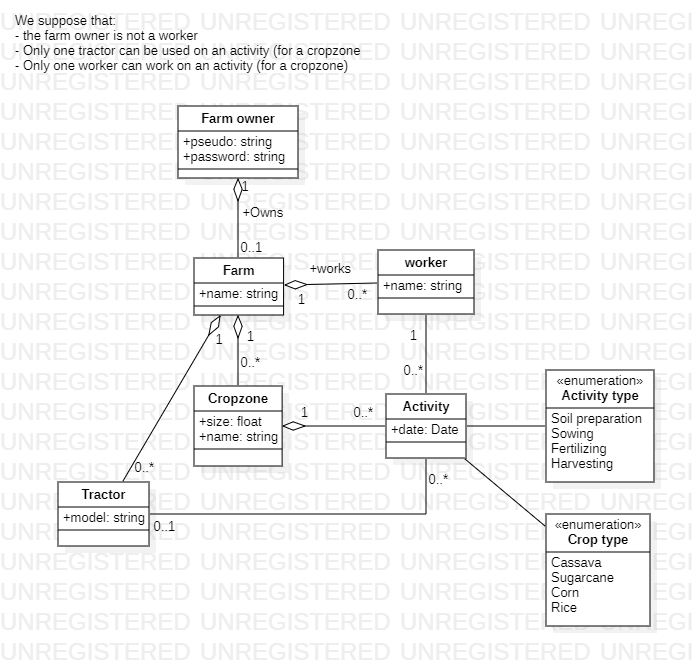 We suppose that:
- the farm owner is not a worker
- Only one tractor can be used on an activity (for a cropzone
- Only one worker can work on an activity (for a cropzone)
Farm owner
+pseudo: string
+password: string
1
+Owns
0..1
Farm
+name: string
+works
1
0..*
worker
+name: string
1
1
0..*
1
0..*
Cropzone
+size: float
+name: string
1
0..*
Activity
+date: Date
«enumeration»
Activity type
Soil preparation
Sowing
Fertilizing
Harvesting
0..*
Tractor
+model: string
0..1
0..*
«enumeration»
Crop type
Cassava
Sugarcane
Corn
Rice
UNREGISTERED